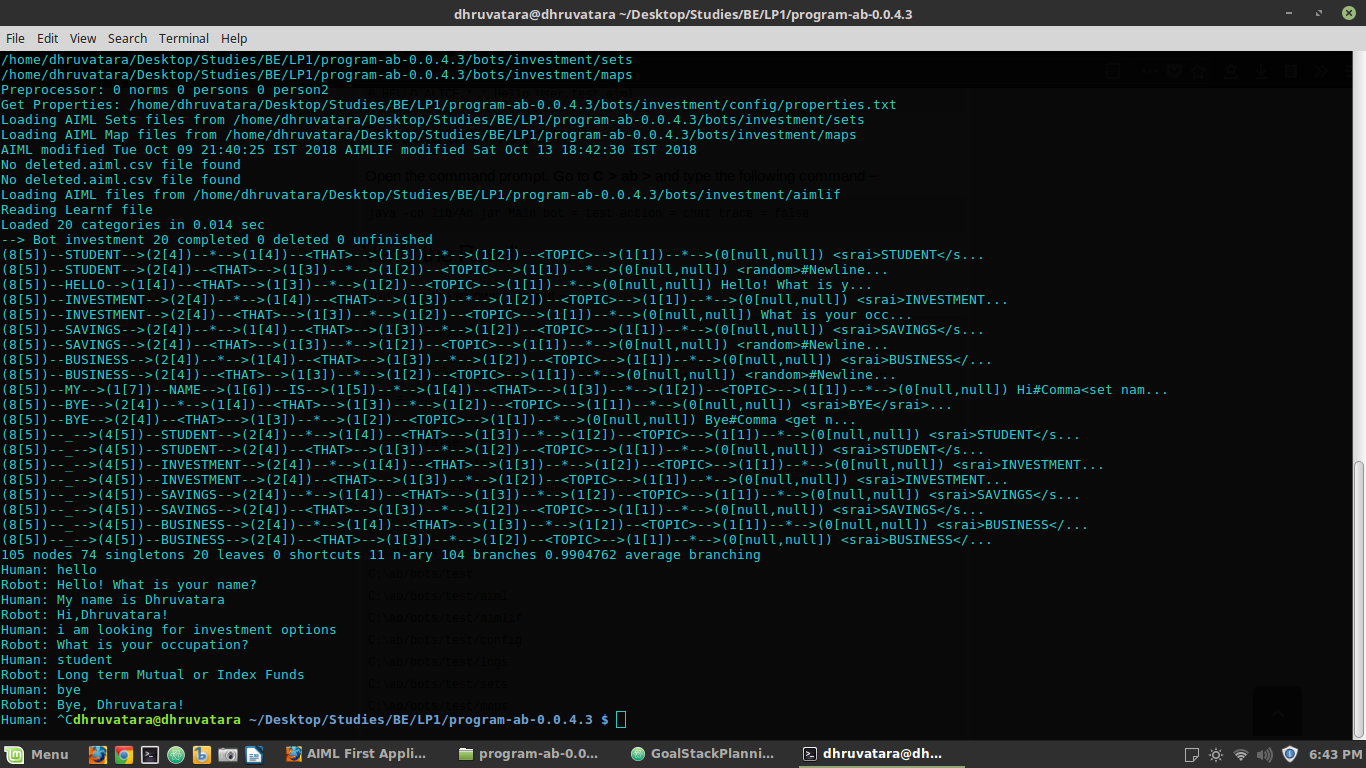 dhruvatara@dhruvatara ~/Desktop/Studies/BE/LP1/program-ab-0.0.4.3
File Edit View Search Terminal Help
/home/dhruvatara/Desktop/Studies/BE/LP1/program-ab-0.0.4.3/bots/investment/sets
/home/dhruvatara/Desktop/Studies/BE/LP1/program-ab-0.0.4.3/bots/investment/maps
Preprocessor: 0 norms 0 persons 0 person2
Get Properties: /home/dhruvatara/Desktop/Studies/BE/LP1/program-ab-0.0.4.3/bots/investment/config/properties.txt
Loading AIML Sets files from /home/dhruvatara/Desktop/Studies/BE/LP1/program-ab-0.0.4.3/bots/investment/sets
Loading AIML Map files from /home/dhruvatara/Desktop/Studies/BE/LP1/program-ab-0.0.4.3/bots/investment/maps
AIML modified Tue Oct 09 21:40:25 IST 2018 AIMLIF modified Sat Oct 13 18:42:30 IST 2018
No deleted.aiml.csv file found
No deleted.aiml.csv file found
Open the command prompt. Go to C > ab > and type the following command −
Loading AIML files from /home/dhruvatara/Desktop/Studies/BE/LP1/program-ab-0.0.4.3/bots/investment/aimlif
Reading Learnf file
Loaded 20 categories in 0.014 sec
--> Bot investment 20 completed 0 deleted 0 unfinished
(8[5])--STUDENT-->(2[4])--*-->(1[4])--<THAT>-->(1[3])--*-->(1[2])--<TOPIC>-->(1[1])--*-->(0[null,null]) <srai>STUDENT</s...
(8[5])--STUDENT-->(2[4])--<THAT>-->(1[3])--*-->(1[2])--<TOPIC>-->(1[1])--*-->(0[null,null]) <random>#Newline...
(8[5])--HELLO-->(1[4])--<THAT>-->(1[3])--*-->(1[2])--<TOPIC>-->(1[1])--*-->(0[null,null]) Hello! What is y...
(8[5])--INVESTMENT-->(2[4])--*-->(1[4])--<THAT>-->(1[3])--*-->(1[2])--<TOPIC>-->(1[1])--*-->(0[null,null]) <srai>INVESTMENT...
(8[5])--INVESTMENT-->(2[4])--<THAT>-->(1[3])--*-->(1[2])--<TOPIC>-->(1[1])--*-->(0[null,null]) What is your occ...
(8[5])--SAVINGS-->(2[4])--*-->(1[4])--<THAT>-->(1[3])--*-->(1[2])--<TOPIC>-->(1[1])--*-->(0[null,null]) <srai>SAVINGS</s...
(8[5])--SAVINGS-->(2[4])--<THAT>-->(1[3])--*-->(1[2])--<TOPIC>-->(1[1])--*-->(0[null,null]) <random>#Newline...
(8[5])--BUSINESS-->(2[4])--*-->(1[4])--<THAT>-->(1[3])--*-->(1[2])--<TOPIC>-->(1[1])--*-->(0[null,null]) <srai>BUSINESS</...
(8[5])--BUSINESS-->(2[4])--<THAT>-->(1[3])--*-->(1[2])--<TOPIC>-->(1[1])--*-->(0[null,null]) <random>#Newline...
(8[5])--MY-->(1[7])--NAME-->(1[6])--IS-->(1[5])--*-->(1[4])--<THAT>-->(1[3])--*-->(1[2])--<TOPIC>-->(1[1])--*-->(0[null,null]) Hi#Comma<set nam...
(8[5])--BYE-->(2[4])--*-->(1[4])--<THAT>-->(1[3])--*-->(1[2])--<TOPIC>-->(1[1])--*-->(0[null,null]) <srai>BYE</srai>...
(8[5])--BYE-->(2[4])--<THAT>-->(1[3])--*-->(1[2])--<TOPIC>-->(1[1])--*-->(0[null,null]) Bye#Comma <get n...
(8[5])--_-->(4[5])--STUDENT-->(2[4])--*-->(1[4])--<THAT>-->(1[3])--*-->(1[2])--<TOPIC>-->(1[1])--*-->(0[null,null]) <srai>STUDENT</s...
(8[5])--_-->(4[5])--STUDENT-->(2[4])--<THAT>-->(1[3])--*-->(1[2])--<TOPIC>-->(1[1])--*-->(0[null,null]) <srai>STUDENT</s...
(8[5])--_-->(4[5])--INVESTMENT-->(2[4])--*-->(1[4])--<THAT>-->(1[3])--*-->(1[2])--<TOPIC>-->(1[1])--*-->(0[null,null]) <srai>INVESTMENT...
(8[5])--_-->(4[5])--INVESTMENT-->(2[4])--<THAT>-->(1[3])--*-->(1[2])--<TOPIC>-->(1[1])--*-->(0[null,null]) <srai>INVESTMENT...
(8[5])--_-->(4[5])--SAVINGS-->(2[4])--*-->(1[4])--<THAT>-->(1[3])--*-->(1[2])--<TOPIC>-->(1[1])--*-->(0[null,null]) <srai>SAVINGS</s...
(8[5])--_-->(4[5])--SAVINGS-->(2[4])--<THAT>-->(1[3])--*-->(1[2])--<TOPIC>-->(1[1])--*-->(0[null,null]) <srai>SAVINGS</s...
(8[5])--_-->(4[5])--BUSINESS-->(2[4])--*-->(1[4])--<THAT>-->(1[3])--*-->(1[2])--<TOPIC>-->(1[1])--*-->(0[null,null]) <srai>BUSINESS</...
(8[5])--_-->(4[5])--BUSINESS-->(2[4])--<THAT>-->(1[3])--*-->(1[2])--<TOPIC>-->(1[1])--*-->(0[null,null]) <srai>BUSINESS</...
105 nodes 74 singletons 20 leaves 0 shortcuts 11 n-ary 104 branches 0.9904762 average branching
Human: hello
Robot: Hello! What is your name?
Human: My name is Dhruvatara
Robot: Hi,Dhruvatara!
Human: i am looking for investment options
Robot: What is your occupation?
Human: student
Robot: Long term Mutual or Index Funds
Human: bye
Robot: Bye, Dhruvatara!
Human: ^Cdhruvatara@dhruvatara ~/Desktop/Studies/BE/LP1/program-ab-0.0.4.3 $
Menu AIML First Appli... program-ab-0.0... GoalStackPlanni... dhruvatara@dh... 6:43 PM